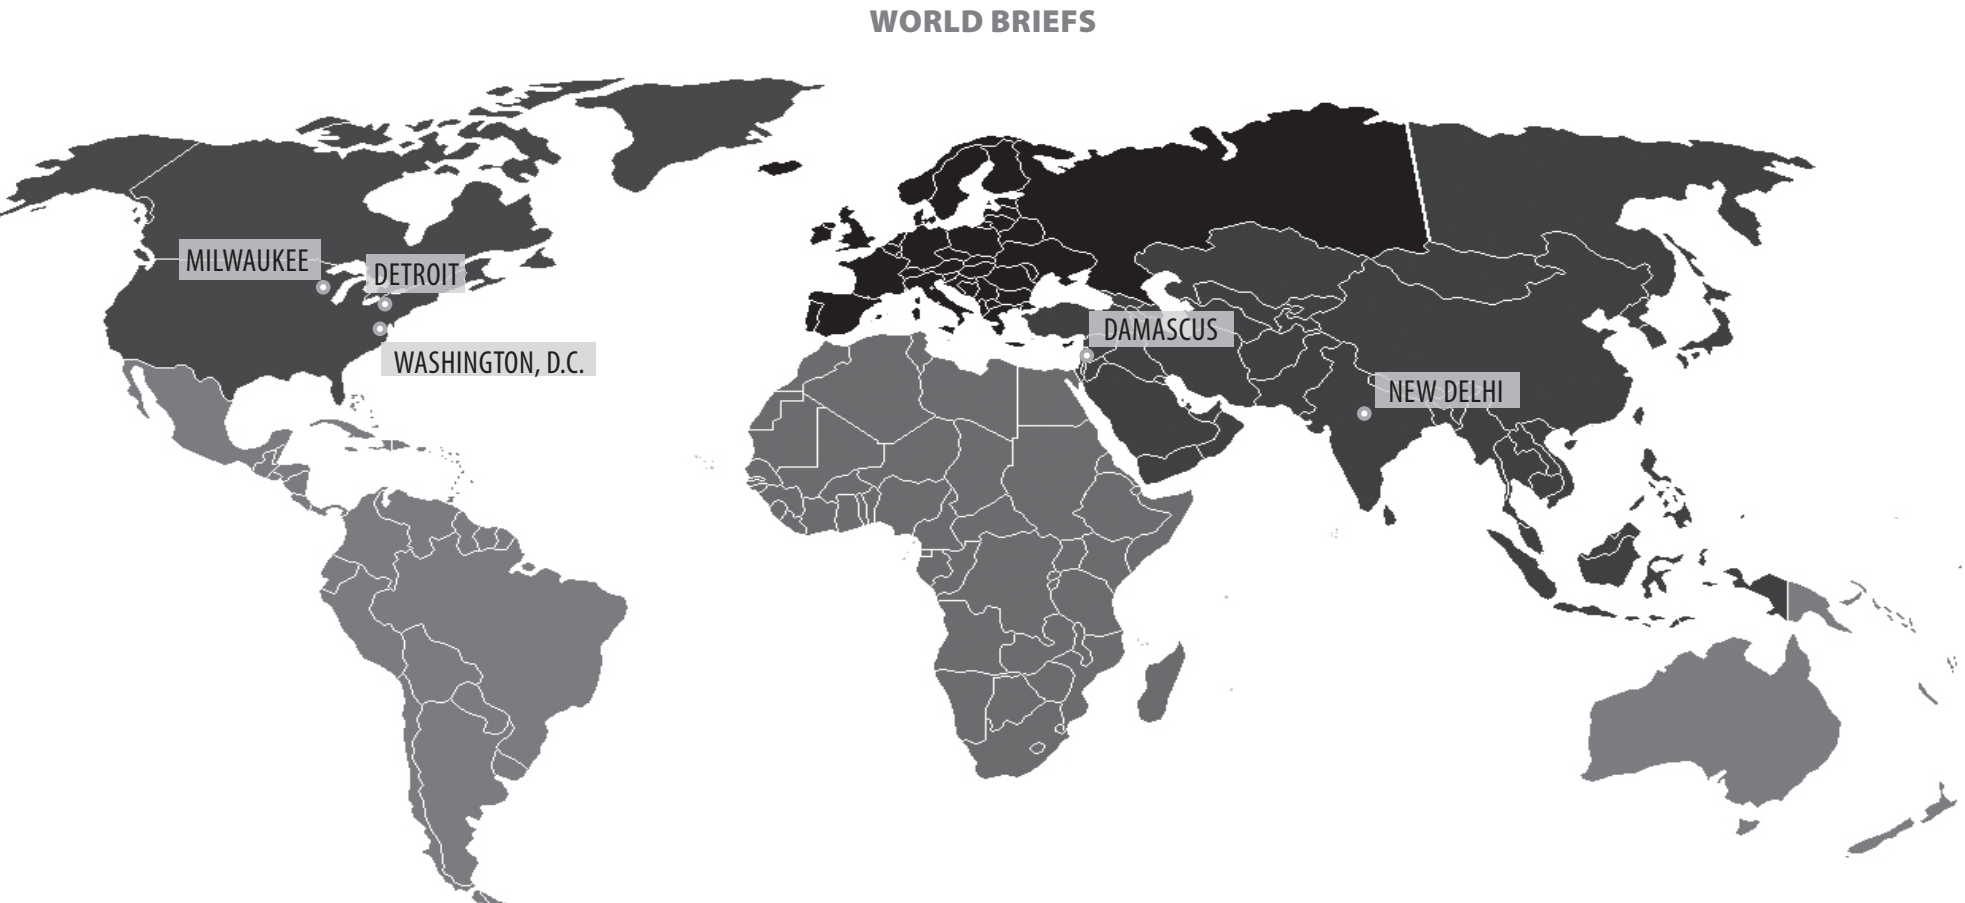 WORLD BRIEFS
MILWAUKEE
DETROIT
WASHINGTON, D.C.
DAMASCUS
NEW DELHI